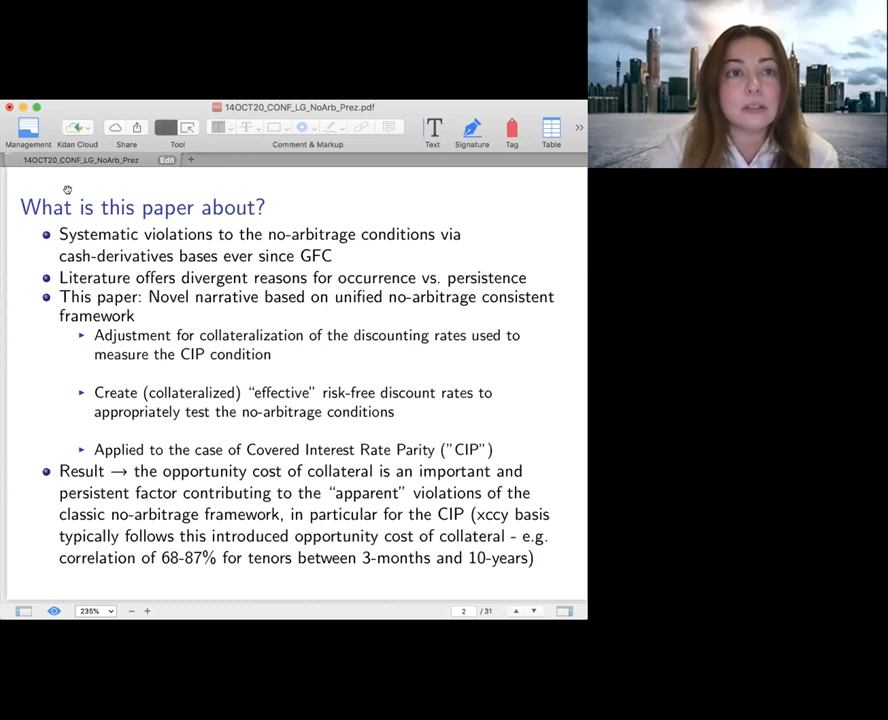 14OCT20_CONF_LG_NoArb_Prez.pdf
Management
Kdan Cloud
Share
Tool
Comment & Markup
Text
Signature
Tag
Table
14OCT20_CONF_LG_NoArb_Prez
Edit
What is this paper about?
Systematic violations to the no-arbitrage conditions via
cash-derivatives bases ever since GFC
Literature offers divergent reasons for occurrence vs. persistence
This paper: Novel narrative based on unified no-arbitrage consistent
framework
Adjustment for collateralization of the discounting rates used to
measure the CIP condition
Create (collateralized) “effective” risk-free discount rates to
appropriately test the no-arbitrage conditions
Applied to the case of Covered Interest Rate Parity (”CIP”)
Result → the opportunity cost of collateral is an important and
persistent factor contributing to the “apparent” violations of the
classic no-arbitrage framework, in particular for the CIP (xccy basis
typically follows this introduced opportunity cost of collateral - e.g.
correlation of 68-87% for tenors between 3-months and 10-years)
235%
2 / 31